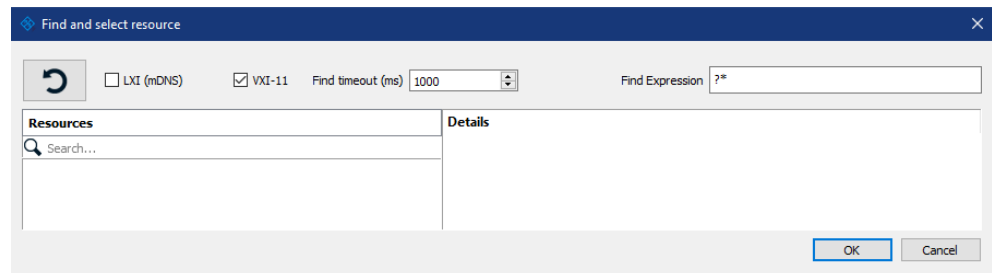 Find and select resource
LXI (mDNS) VXI-11 Find timeout (ms) 1000 Find Expression ?*
Resources Details
Search...
OK Cancel